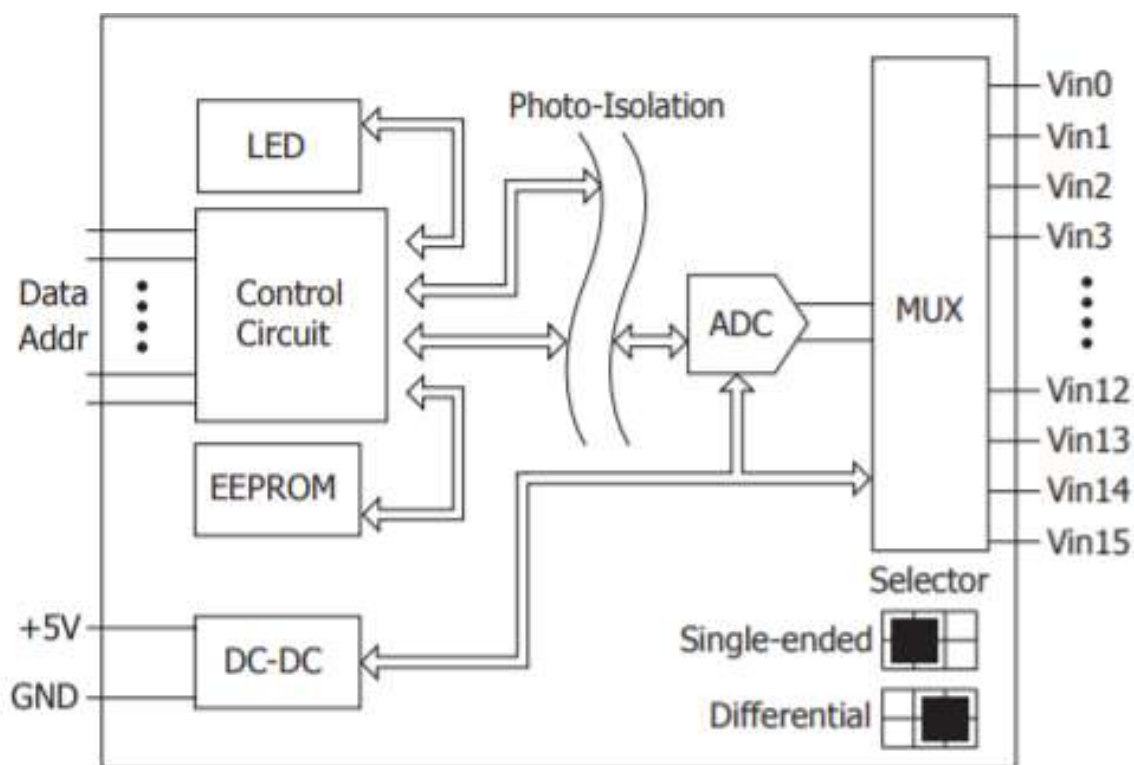 Photo-Isolation
LED
Control
Circuit
Data
Addr
EEPROM
+5V
GND
DC-DC
ADC
MUX
Vin0
Vin1
Vin2
Vin3
Vin12
Vin13
Vin14
Vin15
Selector
Single-ended
Differential